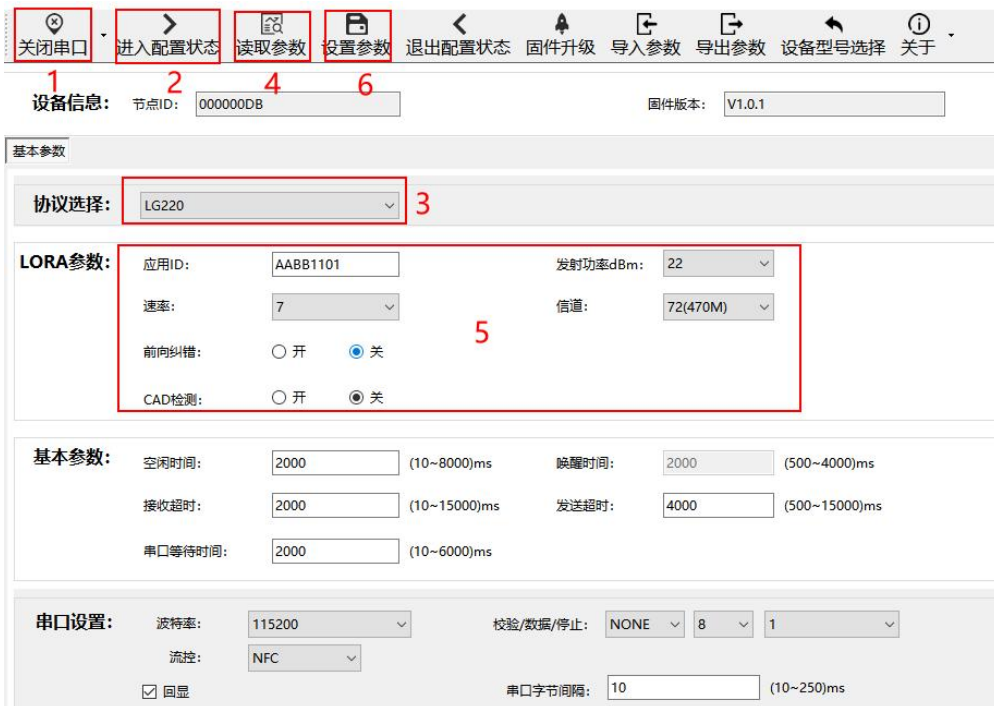 关闭串口 进入配置状态 读取参数 设置参数 退出配置状态 固件升级 导入参数 导出参数 设备型号选择 关于
1 2 4 6
设备信息: 节点ID: 000000DB 固件版本: V1.0.1
基本参数
协议选择: LG220 3
LORA参数: 应用ID: AABB1101 发射功率dBm: 22
速率: 7 信道: 72(470M)
5
前向纠错: 开 关
CAD检测: 开 关
基本参数: 空闲时间: 2000 (10~8000)ms 唤醒时间: 2000 (500~4000)ms
接收超时: 2000 (10~15000)ms 发送超时: 4000 (500~15000)ms
串口等待时间: 2000 (10~6000)ms
串口设置: 波特率: 115200 校验/数据/停止: NONE 8 1
流控: NFC
回显 串口字节间隔: 10 (10~250)ms